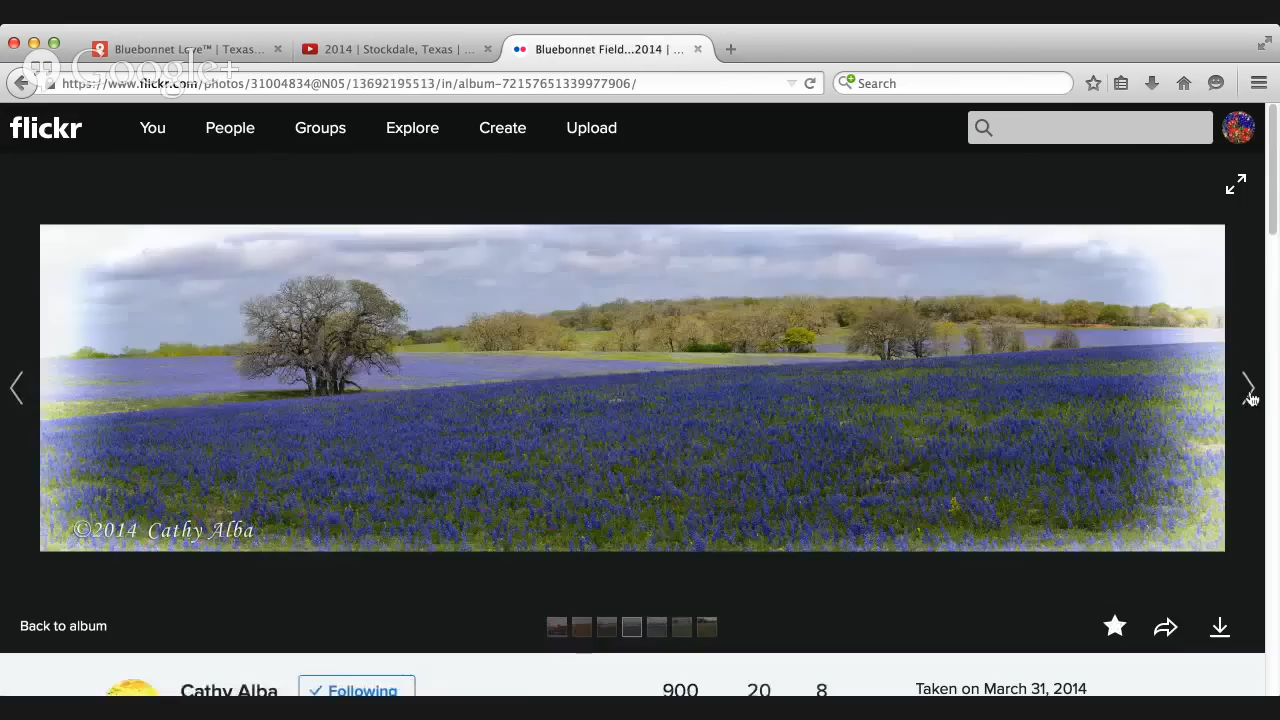 Bluebonnet Love™ | Texas...
2014 | Stockdale, Texas | ...
Bluebonnet Field...2014 | ...
Google+
https://www.flickr.com/photos/31004834@N05/13692195513/in/album-72157651339977906/
Search
flickr
You
People
Groups
Explore
Create
Upload
©2014 Cathy Alba
Back to album
Cathy Alba
Following
900
20
8
Taken on March 31, 2014